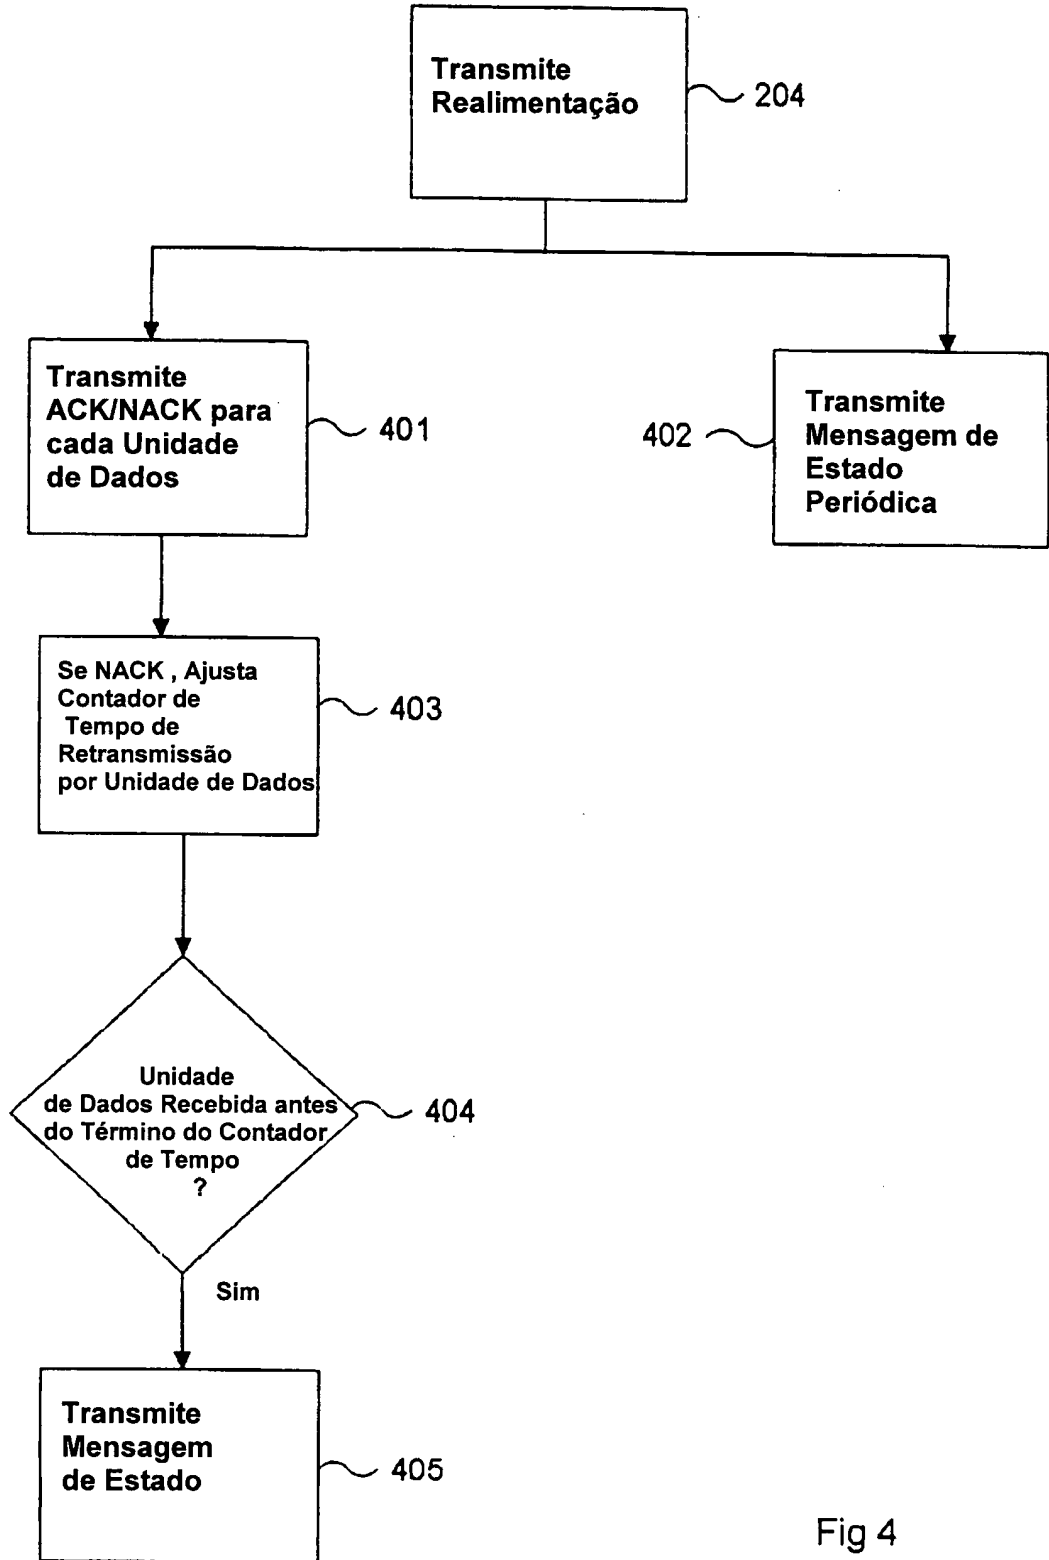 Transmite
Realimentação
204
Transmite
ACK/NACK para
cada Unidade
de Dados
401
402
Transmite
Mensagem de
Estado
Periódica
Se NACK , Ajusta
Contador de
Tempo de
Retransmissão
por Unidade de Dados
403
Unidade
de Dados Recebida antes
do Término do Contador
de Tempo
?
404
Sim
Transmite
Mensagem
de Estado
405
Fig 4